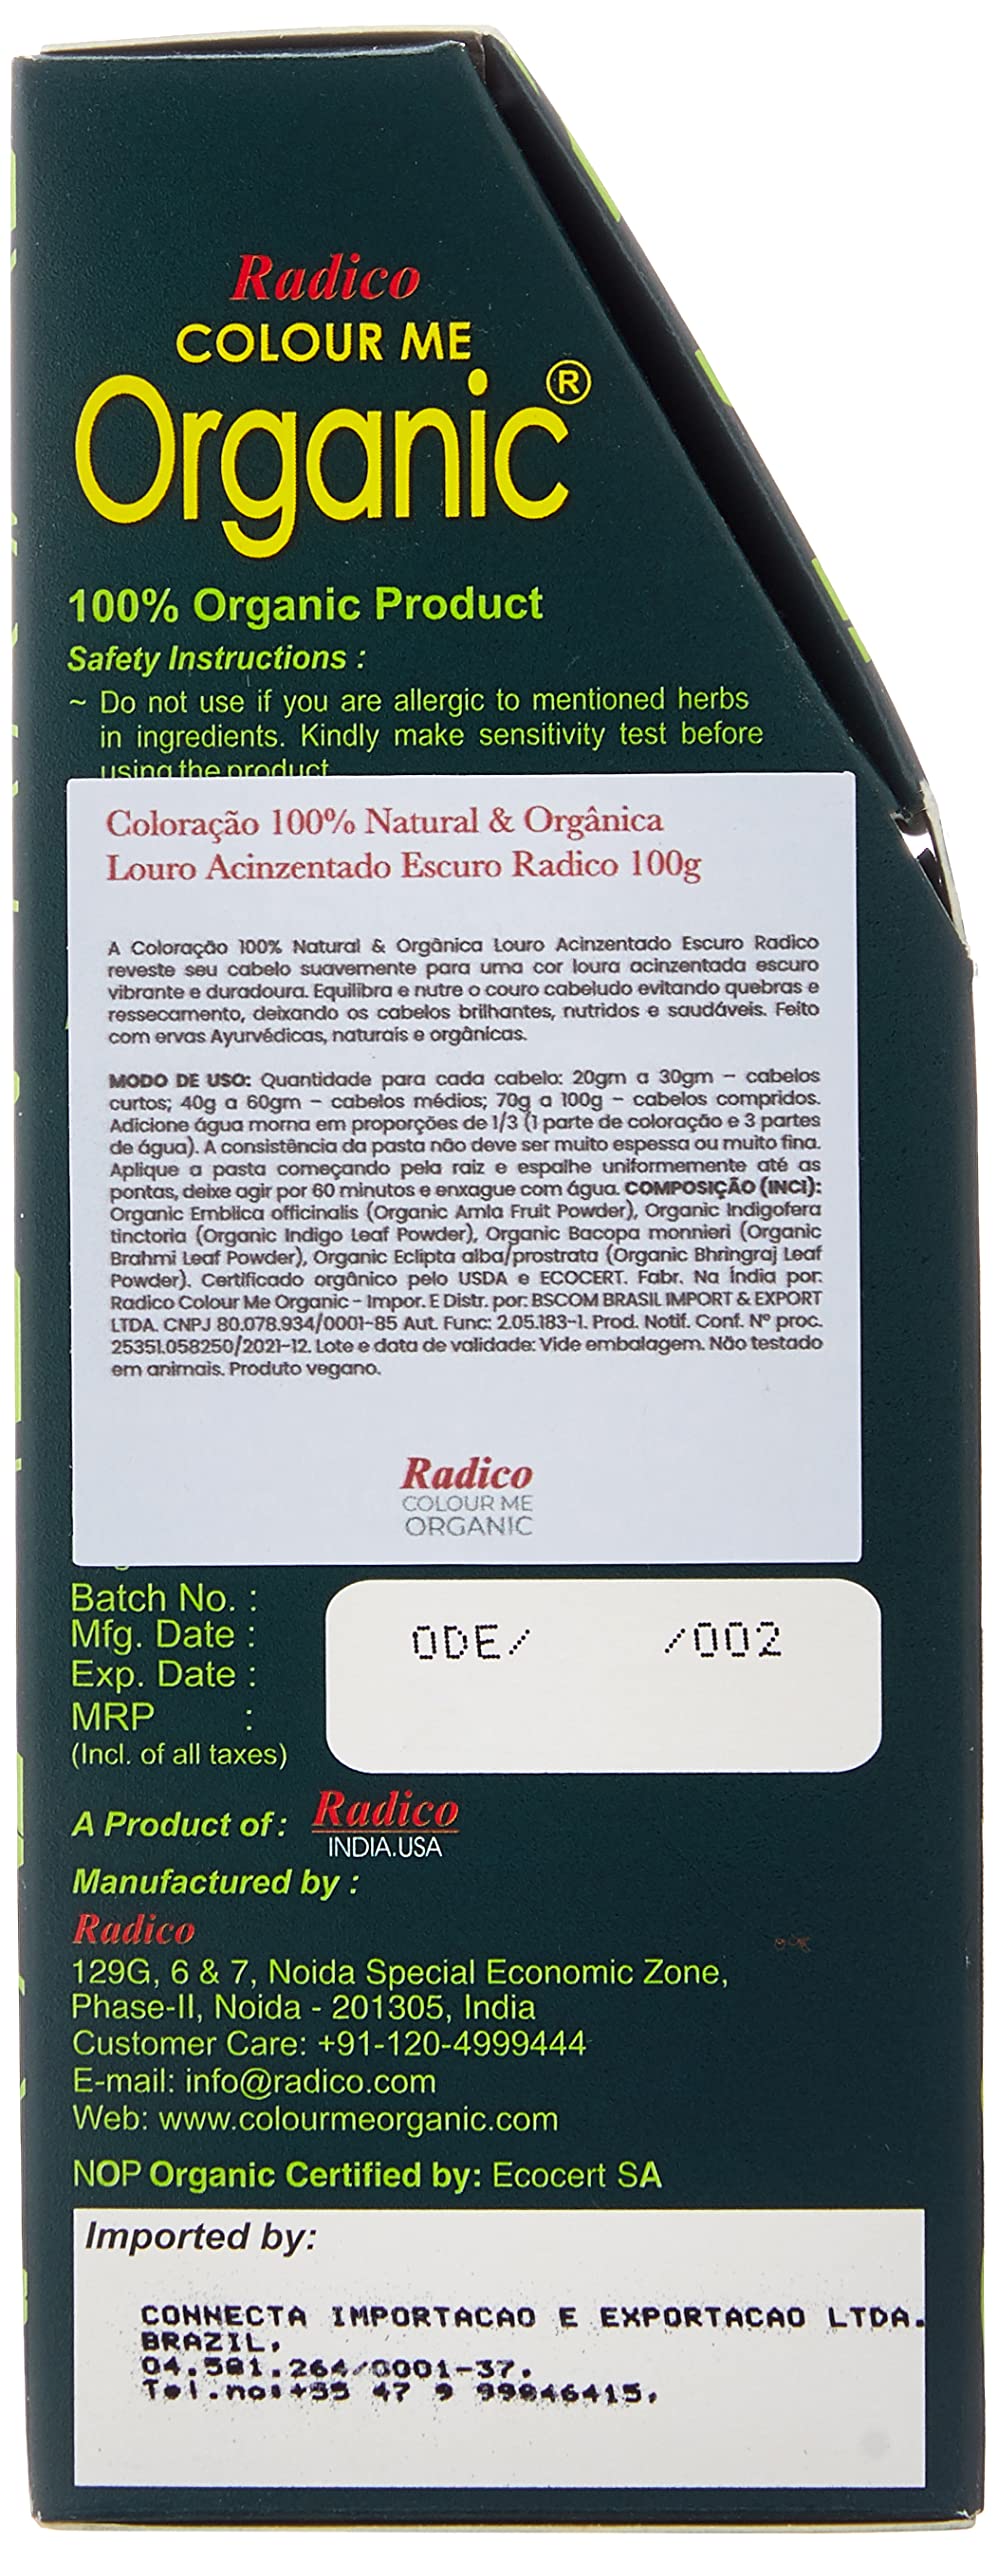 Radico
COLOUR ME
Organic®
100% Organic Product
Safety Instructions :
~ Do not use if you are allergic to mentioned herbs
in ingredients. Kindly make sensitivity test before
using the product
Coloração 100% Natural & Orgânica
Louro Acinzentado Escuro Radico 100g
A Coloração 100% Natural & Orgânica Louro Acinzentado Escuro Radico
reveste seu cabelo suavemente para uma cor loura acinzentada escuro
vibrante e duradoura. Equilibra e nutre o couro cabeludo evitando quebras e
ressecamento, deixando os cabelos brilhantes, nutridos e saudáveis. Feito
com ervas Ayurvédicas, naturais e orgânicas.
MODO DE USO: Quantidade para cada cabelo: 20gm a 30gm – cabelos
curtos; 40g a 60gm – cabelos médios; 70g a 100g – cabelos compridos.
Adicione água morna em proporções de 1/3 (1 parte de coloração e 3 partes
de água). A consistência da pasta não deve ser muito espessa ou muito fina.
Aplique a pasta começando pela raiz e espalhe uniformemente até as
pontas, deixe agir por 60 minutos e enxague com água. COMPOSIÇÃO (INCI):
Organic Emblica officinalis (Organic Amla Fruit Powder), Organic Indigofera
tinctoria (Organic Indigo Leaf Powder), Organic Bacopa monnieri (Organic
Brahmi Leaf Powder), Organic Eclipta alba/prostrata (Organic Bhringraj Leaf
Powder). Certificado orgânico pelo USDA e ECOCERT. Fabr. Na Índia por:
Radico Colour Me Organic - Impor. E Distr. por: BSCOM BRASIL IMPORT & EXPORT
LTDA. CNPJ 80.078.934/0001-85 Aut. Func: 2.05.183-1. Prod. Notif. Conf. Nº proc.
25351.058250/2021-12. Lote e data de validade: Vide embalagem. Não testado
em animais. Produto vegano.
Radico
COLOUR ME
ORGANIC
Batch No. : ODE/ /002
Mfg. Date :
Exp. Date :
MRP :
(Incl. of all taxes)
A Product of : Radico
INDIA.USA
Manufactured by :
Radico
129G, 6 & 7, Noida Special Economic Zone,
Phase-II, Noida - 201305, India
Customer Care: +91-120-4999444
E-mail: info@radico.com
Web: www.colourmeorganic.com
NOP Organic Certified by: Ecocert SA
Imported by:
CONNECTA IMPORTACAO E EXPORTACAO LTDA.
BRAZIL,
04.501.264/0001-37.
Tel.no:+55 47 9 99046415.